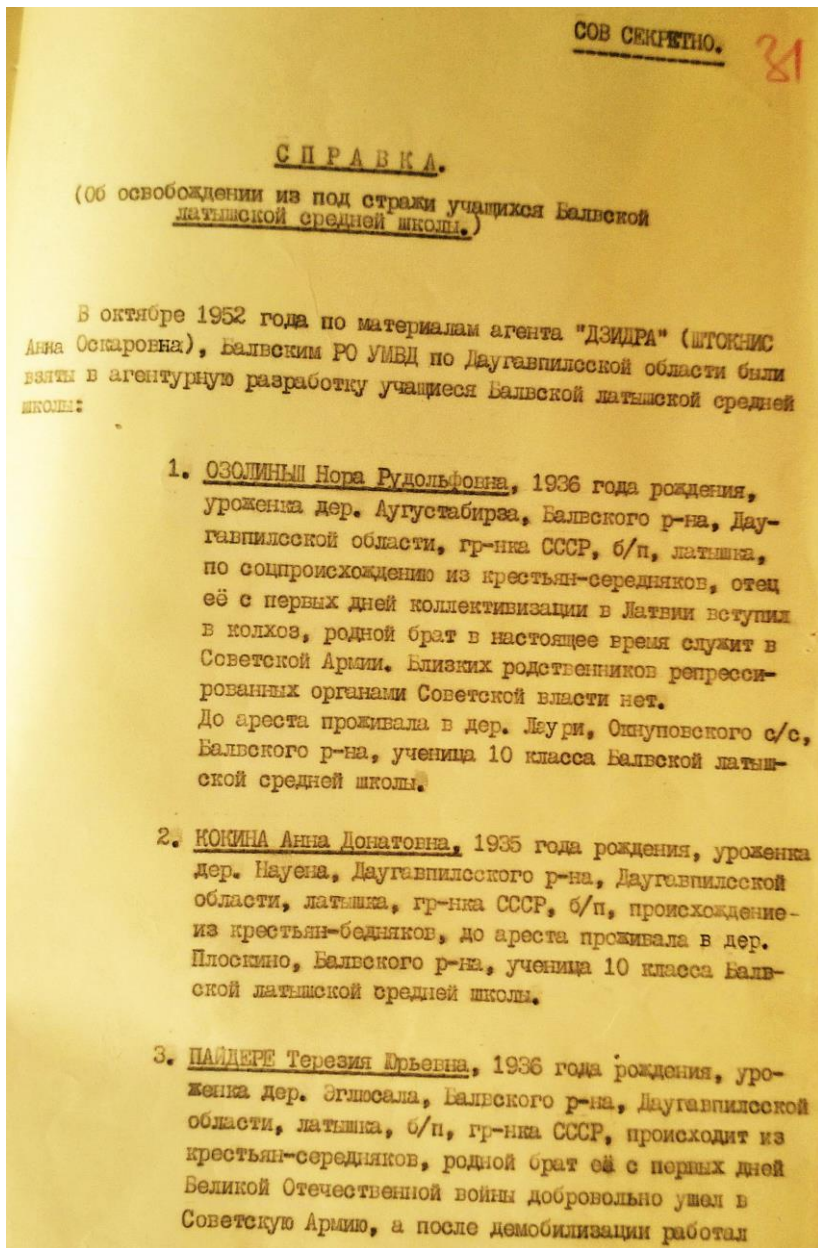 СОВ СЕКРЕТНО.
31
СПРАВКА.
(Об освобождении из под стражи учащихся Балвской
латышской средней школы.)
В октябре 1952 года по материалам агента "ДЗИДРА" (ШТОКНИС
Анна Оскаровна), Балвским РО УМВД по Даугавпилсской области были
взяты в агентурную разработку учащиеся Балвской латышской средней
школы:
1. ОЗОЛИНЫШ Нора Рудольфовна, 1936 года рождения,
уроженка дер. Аугустабирза, Балвского р-на, Дау-
гавпилсской области, гр-нка СССР, б/п, латышка,
по соцпроисхождению из крестьян-середняков, отец
её с первых дней коллективизации в Латвии вступил
в колхоз, родной брат в настоящее время служит в
Советской Армии. Близких родственников репресси-
рованных органами Советской власти нет.
До ареста проживала в дер. Лаури, Окнуповского с/с,
Балвского р-на, ученица 10 класса Балвской латыш-
ской средней школы.
2. КОКИНА Анна Донатовна, 1935 года рождения, уроженка
дер. Науена, Даугавпилсского р-на, Даугавпилсской
области, латышка, гр-нка СССР, б/п, происхождение-
из крестьян-бедняков, до ареста проживала в дер.
Плоскино, Балвского р-на, ученица 10 класса Балв-
ской латышской средней школы.
3. ПАЙДЕРЕ Терезия Юрьевна, 1936 года рождения, уро-
женка дер. Эглюсала, Балвского р-на, Даугавпилсской
области, латышка, б/п, гр-нка СССР, происходит из
крестьян-середняков, родной брат её с первых дней
Великой Отечественной войны добровольно ушел в
Советскую Армию, а после демобилизации работал